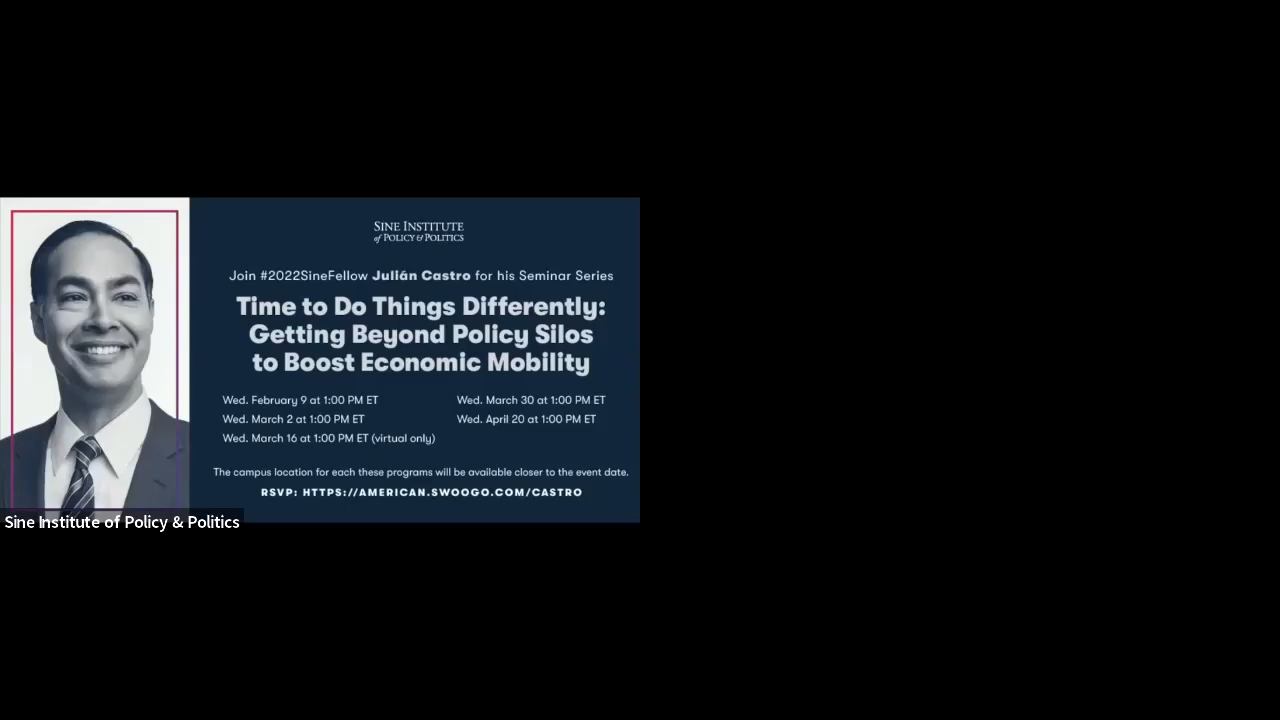 SINE INSTITUTE
of POLICY & POLITICS
Join #2022SineFellow Julián Castro for his Seminar Series
Time to Do Things Differently:
Getting Beyond Policy Silos
to Boost Economic Mobility
Wed. February 9 at 1:00 PM ET
Wed. March 2 at 1:00 PM ET
Wed. March 16 at 1:00 PM ET (virtual only)
Wed. March 30 at 1:00 PM ET
Wed. April 20 at 1:00 PM ET
The campus location for each these programs will be available closer to the event date.
RSVP: HTTPS://AMERICAN.SWOOGO.COM/CASTRO
Sine Institute of Policy & Politics